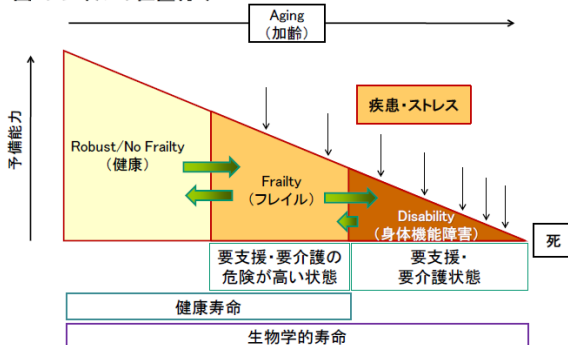 Aging
(加齢)
予備能力
疾患・ストレス
Robust/No Frailty
(健康)
Frailty
(フレイル)
Disability
(身体機能障害)
死
要支援・要介護の
危険が高い状態
要支援・
要介護状態
健康寿命
生物学的寿命